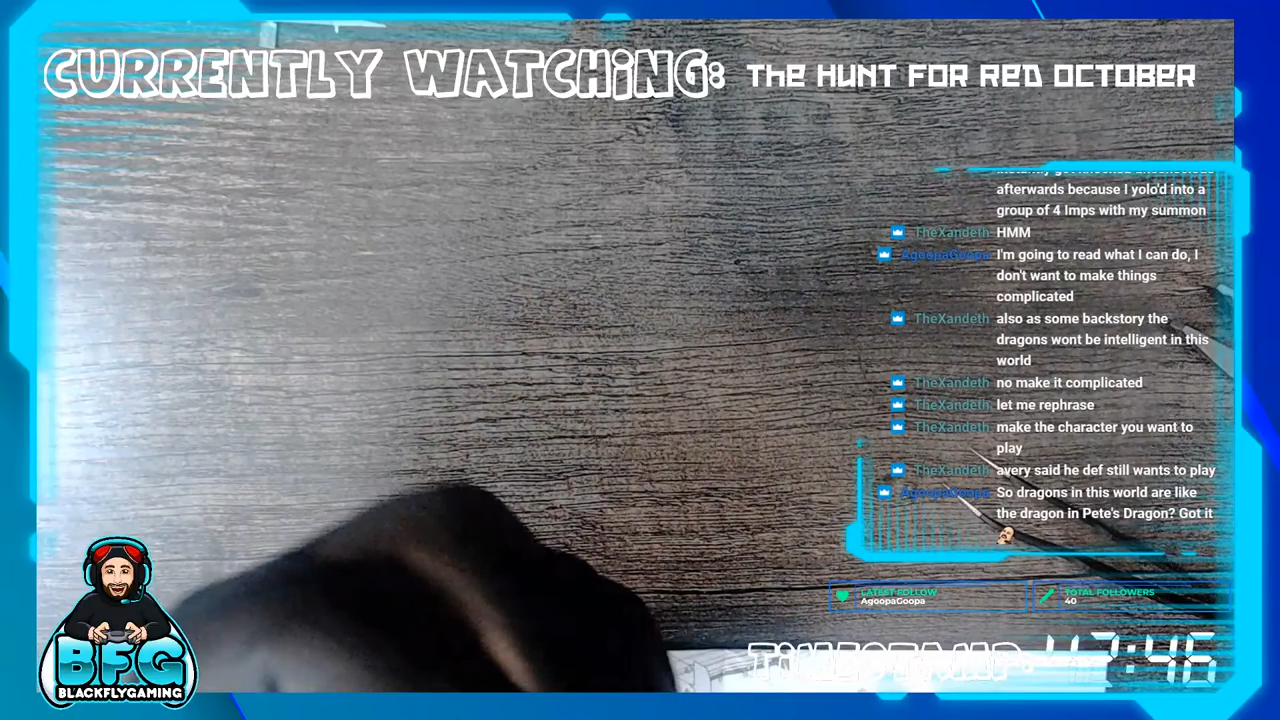 CURRENTLY WATCHING: THE HUNT FOR RED OCTOBER
afterwards because I yolo'd into a
group of 4 Imps with my summon
TheXandeth HMM
AgoopaGoopa I'm going to read what I can do, I
don't want to make things
complicated
TheXandeth also as some backstory the
dragons wont be intelligent in this
world
TheXandeth no make it complicated
TheXandeth let me rephrase
TheXandeth make the character you want to
play
TheXandeth avery said he def still wants to play
AgoopaGoopa So dragons in this world are like
the dragon in Pete's Dragon? Got it
LATEST FOLLOW
AgoopaGoopa
TOTAL FOLLOWERS
40
TIMESTAMP:
BFG
BLACKFLYGAMING